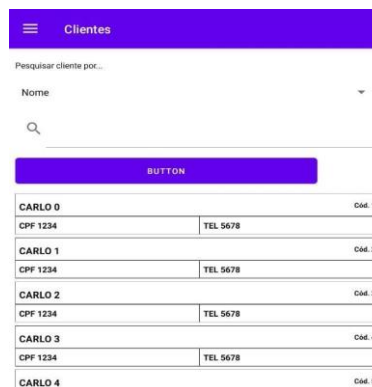 Clientes
Pesquisar cliente por...
Nome
BUTTON
CARLO 0 Cód.
CPF 1234 TEL 5678
CARLO 1 Cód.
CPF 1234 TEL 5678
CARLO 2 Cód.
CPF 1234 TEL 5678
CARLO 3 Cód.
CPF 1234 TEL 5678
CARLO 4 Cód.